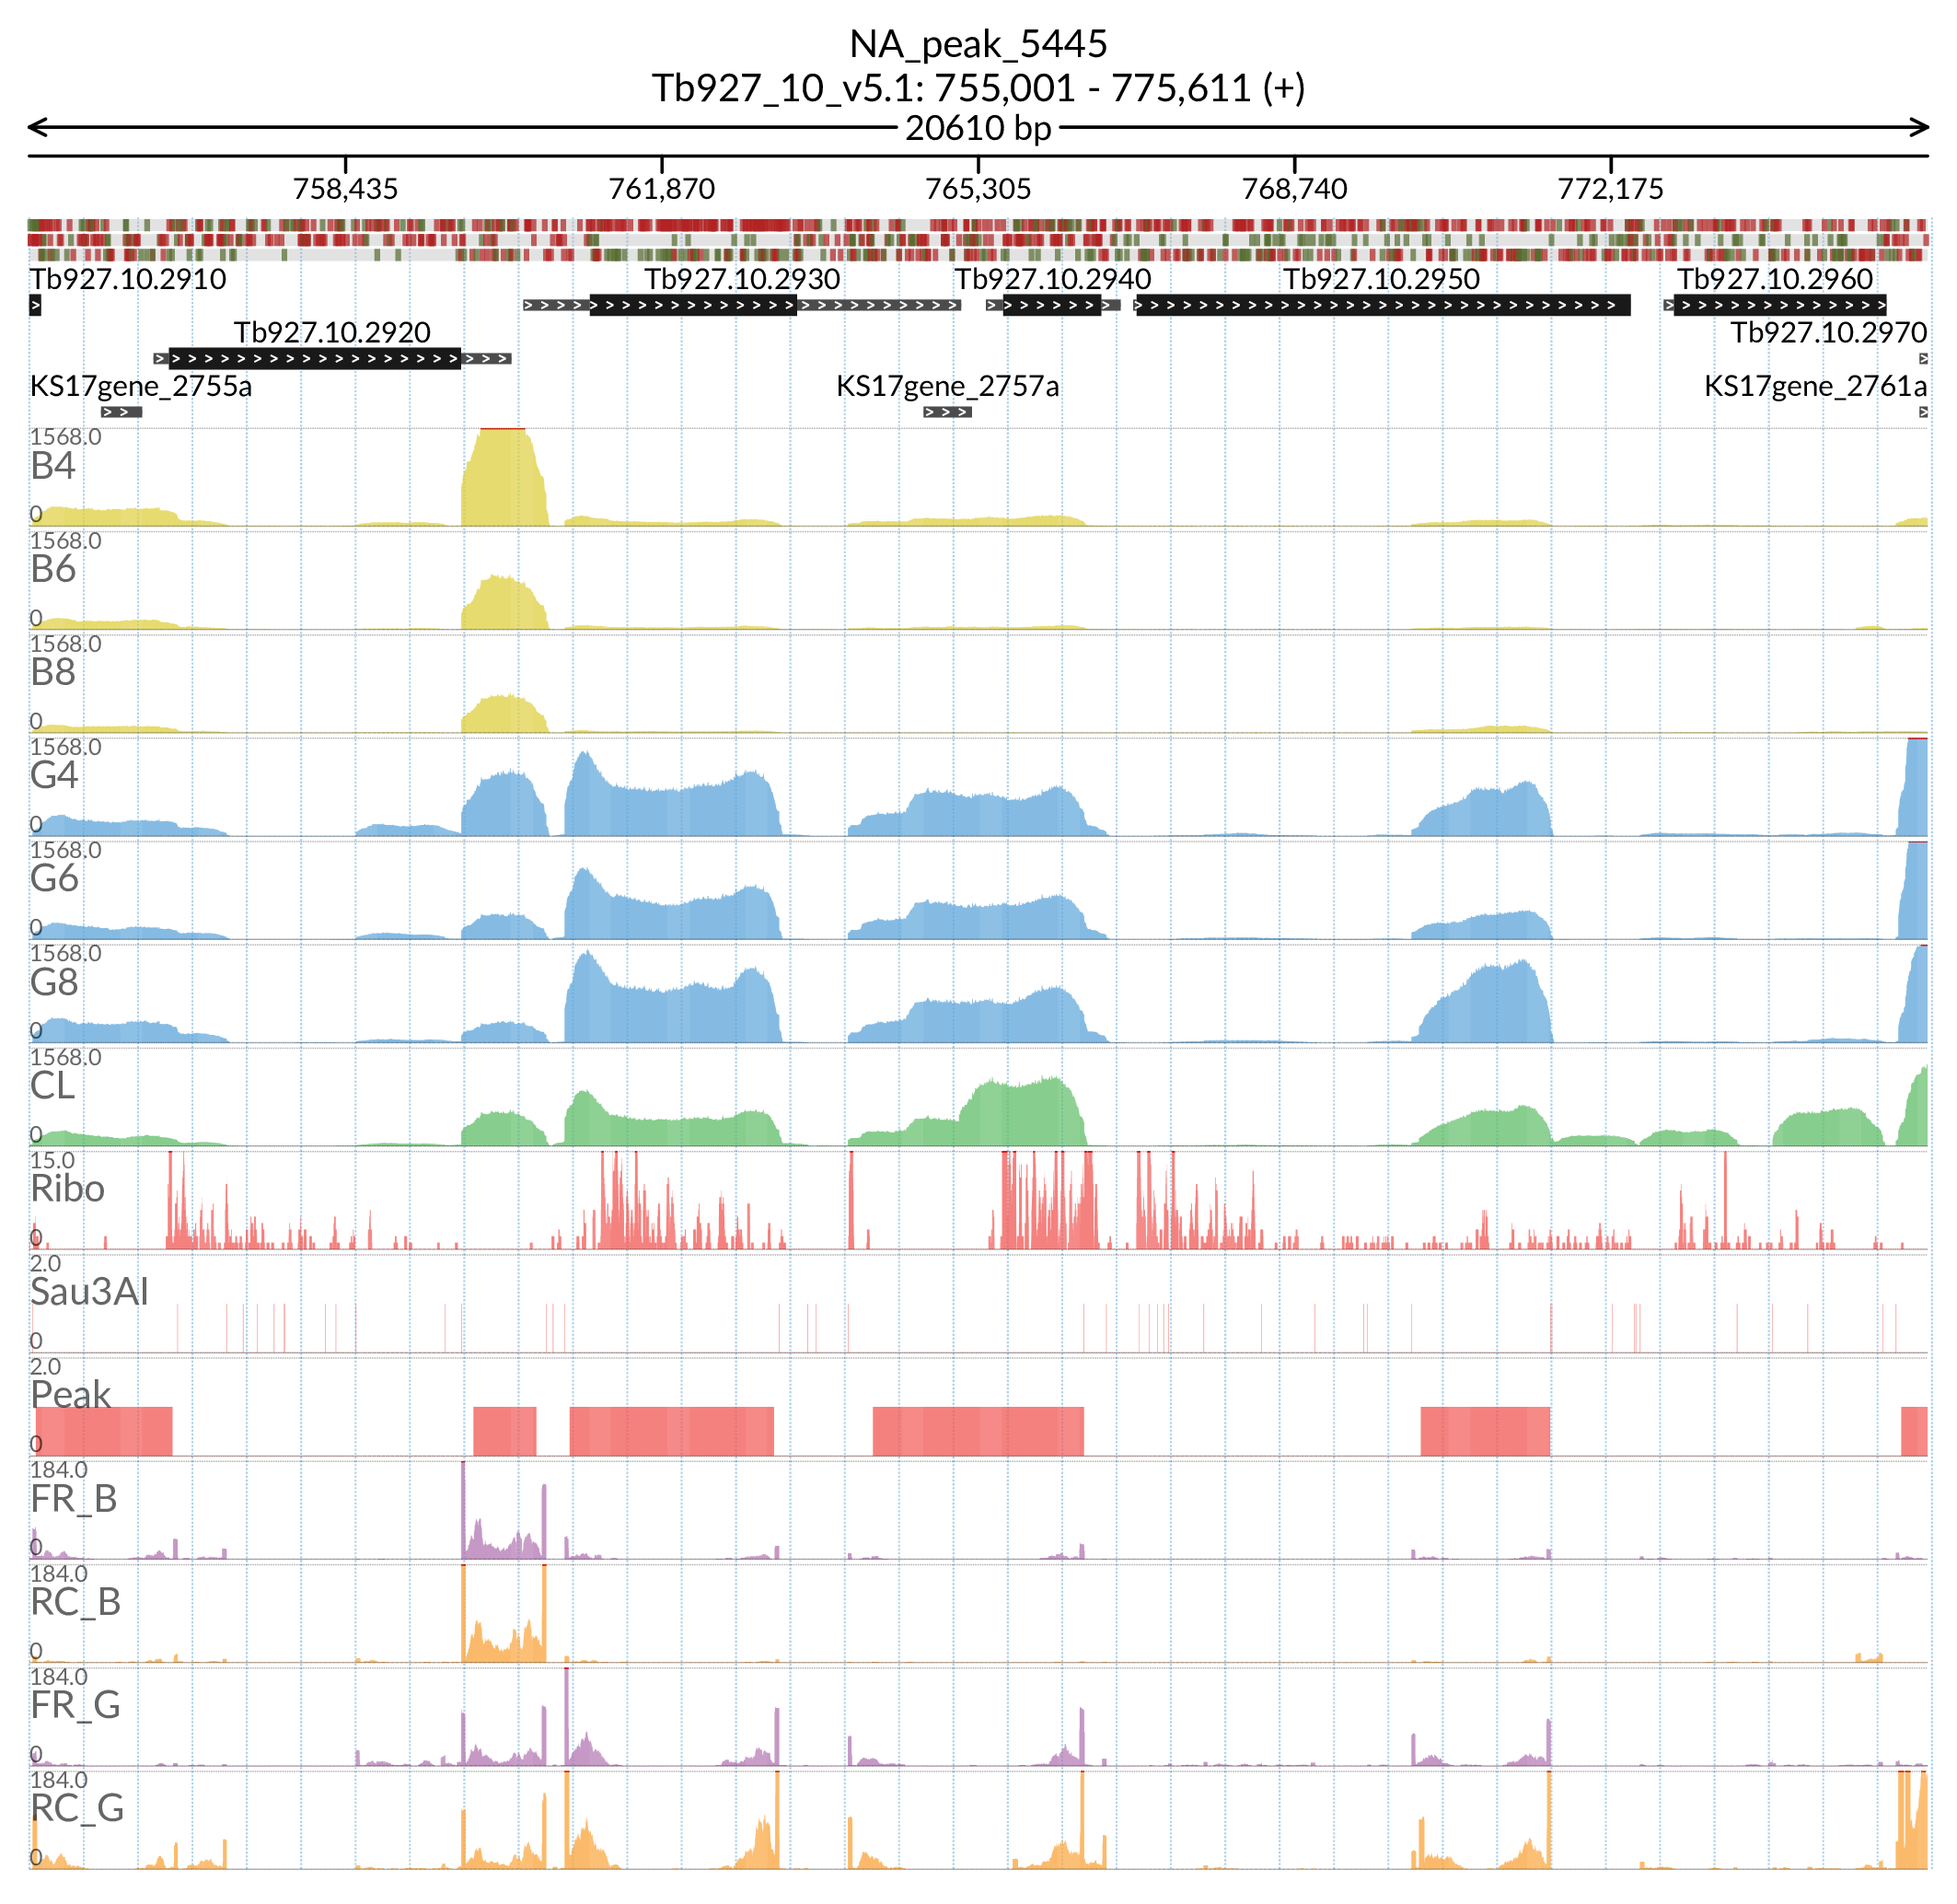 NA_peak_5445
Tb927_10_v5.1: 755,001 - 775,611 (+)
20610 bp
758,435 761,870 765,305 768,740 772,175
Tb927.10.2910 Tb927.10.2930 Tb927.10.2940 Tb927.10.2950 Tb927.10.2960
Tb927.10.2920 Tb927.10.2970
KS17gene_2755a KS17gene_2757a KS17gene_2761a
1568.0
B4
0
1568.0
B6
0
1568.0
B8
0
1568.0
G4
0
1568.0
G6
0
1568.0
G8
0
1568.0
CL
0
15.0
Ribo
0
2.0
Sau3AI
0
2.0
Peak
0
184.0
FR_B
0
184.0
RC_B
0
184.0
FR_G
0
184.0
RC_G
0